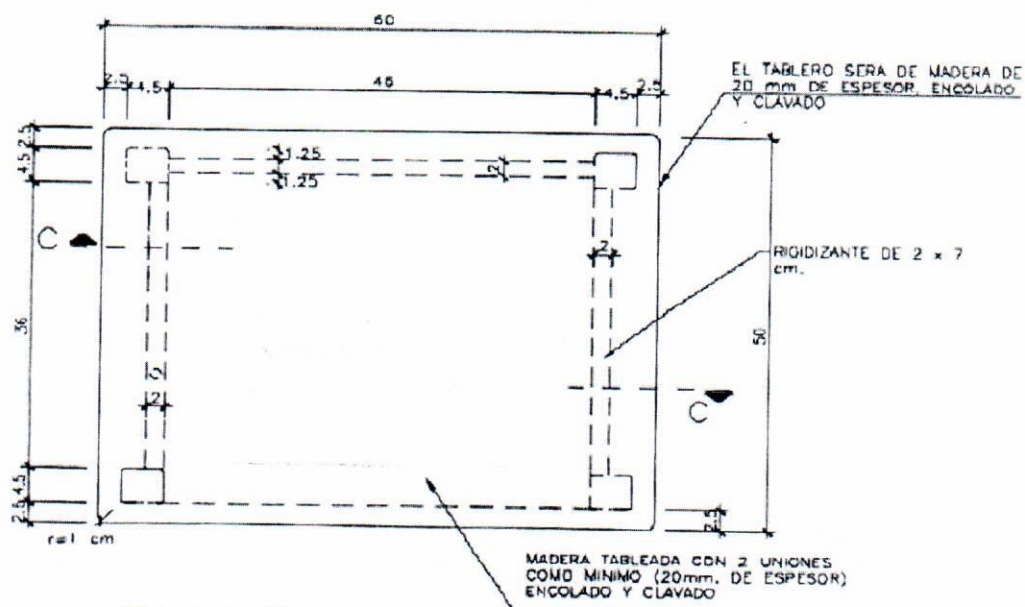 60
2.5
4.5
46
4.5
2.5
EL TABLERO SERA DE MADERA DE
20 mm DE ESPESOR, ENCOLADO
Y CLAVADO
2.5
4.5
1.25
1.25
2
C
2
RIGIDIZANTE DE 2 x 7
cm.
36
50
2
C
4.5
2.5
2.5
r=1 cm
MADERA TABLEADA CON 2 UNIONES
COMO MINIMO (20mm. DE ESPESOR)
ENCOLADO Y CLAVADO